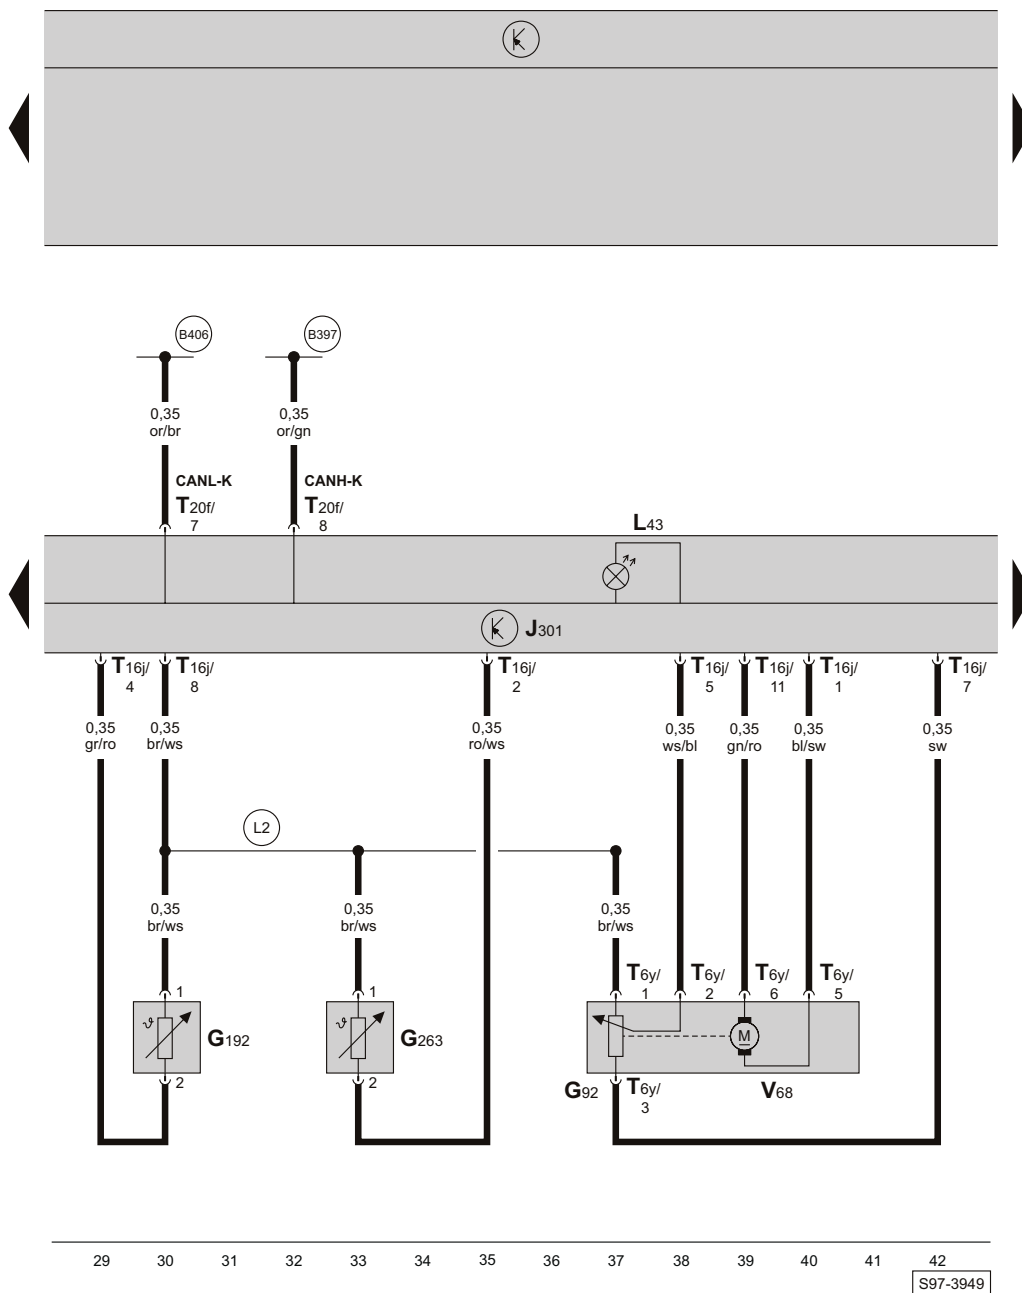 B406 B397
0,35 0,35
or/br or/gn
CANL-K CANH-K
T20f/ T20f/
7 8
L43
J301
T16j/ T16j/ T16j/ T16j/ T16j/ T16j/ T16j/
4 8 2 5 11 1 7
0,35 0,35 0,35 0,35 0,35 0,35 0,35
gr/ro br/ws ro/ws ws/bl gn/ro bl/sw sw
L2
0,35 0,35 0,35
br/ws br/ws br/ws
T6y/ T6y/ T6y/ T6y/
1 1 1 2 6 5
ϑ ϑ
G192 G263 M
2 2 G92 T6y/ V68
3
29 30 31 32 33 34 35 36 37 38 39 40 41 42
S97-3949